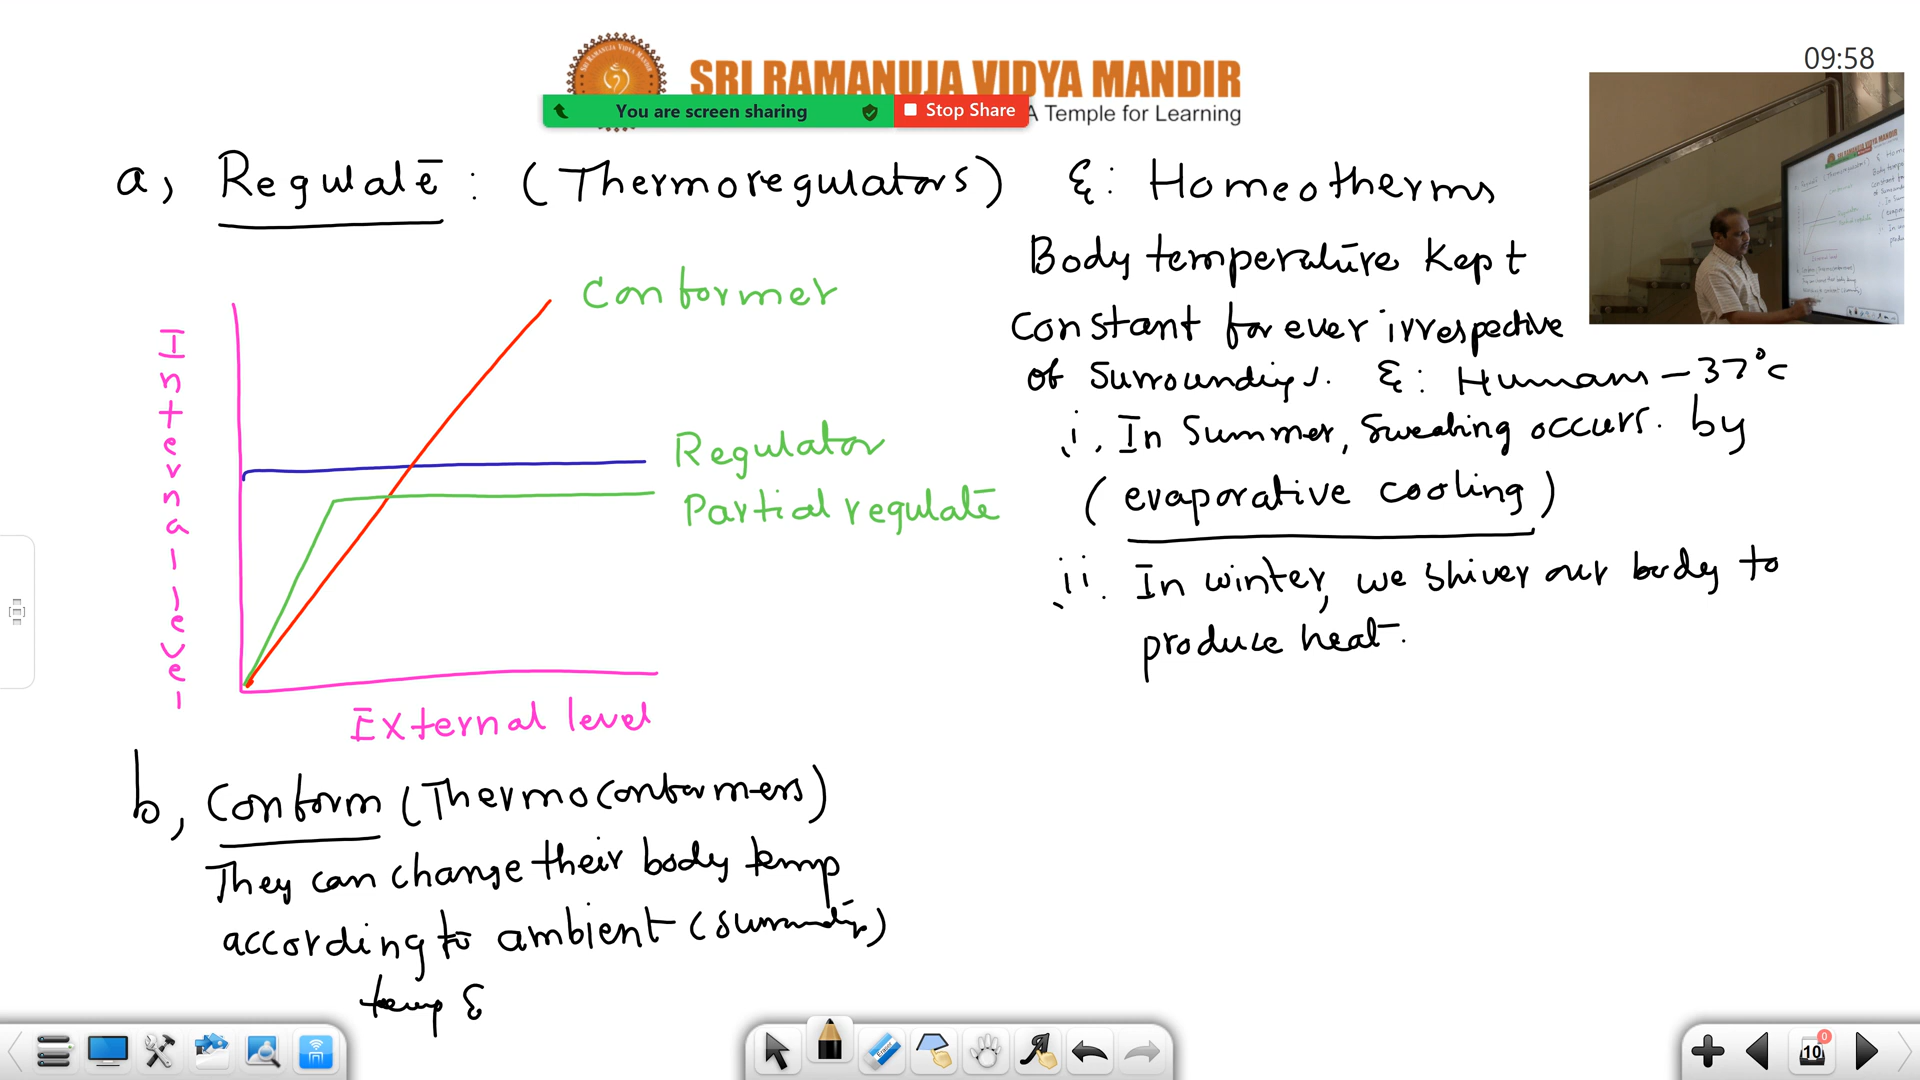 09:58
SRI RAMANUJA VIDYA MANDIR
A Temple for Learning
You are screen sharing
Stop Share
a, Regulate : (Thermoregulators)
Conformer
Regulator
Partial regulate
Internal level
External level
b, Conform (Thermoconformers)
They can change their body temp
according to ambient (surrounding)
temp
Eg: Homeotherms
Body temperature kept
constant for ever irrespective
of surroundings. Eg: Humans - 37°c
i. In Summer, Sweating occurs. by
(evaporative cooling)
ii. In winter, we shiver our body to
produce heat.
10
0